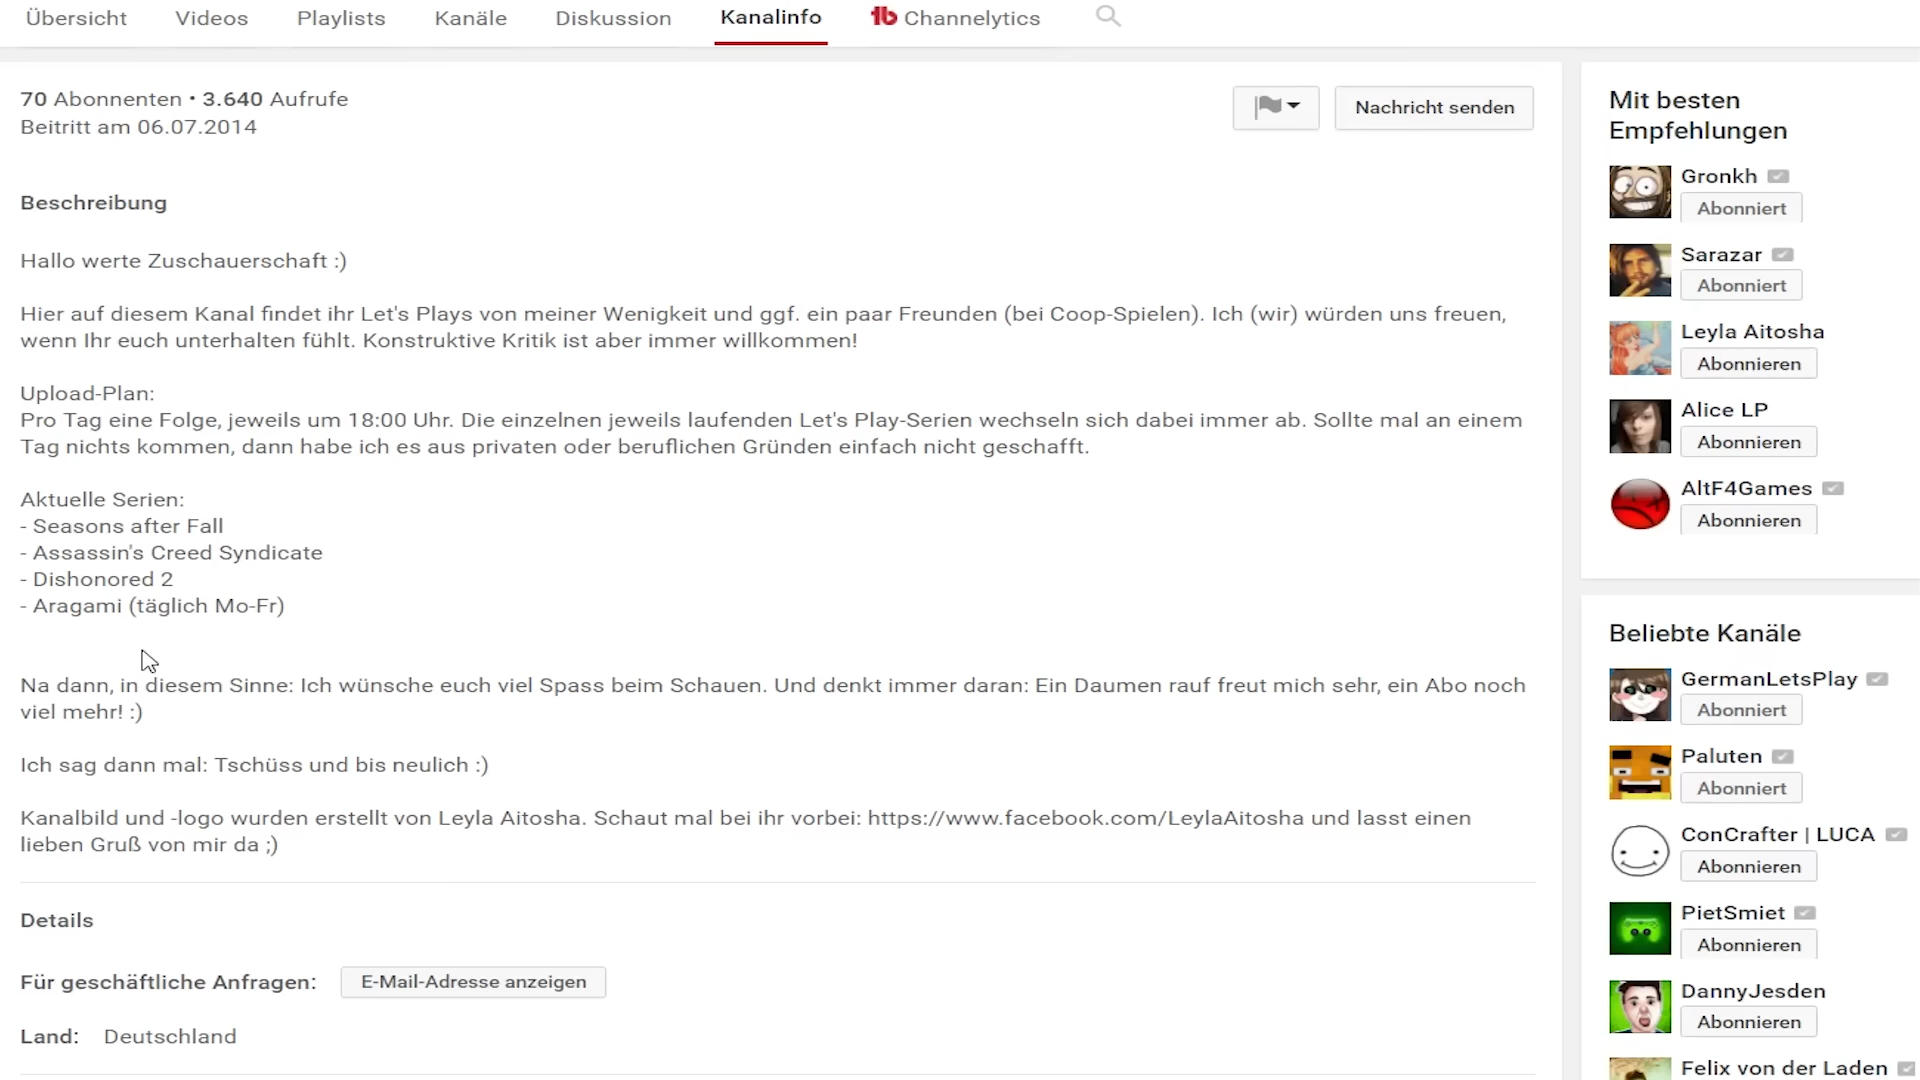 Übersicht Videos Playlists Kanäle Diskussion Kanalinfo Channelytics
70 Abonnenten • 3.640 Aufrufe
Beitritt am 06.07.2014
Nachricht senden
Beschreibung
Hallo werte Zuschauerschaft :)
Hier auf diesem Kanal findet ihr Let's Plays von meiner Wenigkeit und ggf. ein paar Freunden (bei Coop-Spielen). Ich (wir) würden uns freuen,
wenn Ihr euch unterhalten fühlt. Konstruktive Kritik ist aber immer willkommen!
Upload-Plan:
Pro Tag eine Folge, jeweils um 18:00 Uhr. Die einzelnen jeweils laufenden Let's Play-Serien wechseln sich dabei immer ab. Sollte mal an einem
Tag nichts kommen, dann habe ich es aus privaten oder beruflichen Gründen einfach nicht geschafft.
Aktuelle Serien:
- Seasons after Fall
- Assassin's Creed Syndicate
- Dishonored 2
- Aragami (täglich Mo-Fr)
Na dann, in diesem Sinne: Ich wünsche euch viel Spass beim Schauen. Und denkt immer daran: Ein Daumen rauf freut mich sehr, ein Abo noch
viel mehr! :)
Ich sag dann mal: Tschüss und bis neulich :)
Kanalbild und -logo wurden erstellt von Leyla Aitosha. Schaut mal bei ihr vorbei: https://www.facebook.com/LeylaAitosha und lasst einen
lieben Gruß von mir da ;)
Details
Für geschäftliche Anfragen: E-Mail-Adresse anzeigen
Land: Deutschland
Mit besten
Empfehlungen
Gronkh
Abonniert
Sarazar
Abonniert
Leyla Aitosha
Abonnieren
Alice LP
Abonnieren
AltF4Games
Abonnieren
Beliebte Kanäle
GermanLetsPlay
Abonniert
Paluten
Abonniert
ConCrafter | LUCA
Abonnieren
PietSmiet
Abonnieren
DannyJesden
Abonnieren
Felix von der Laden